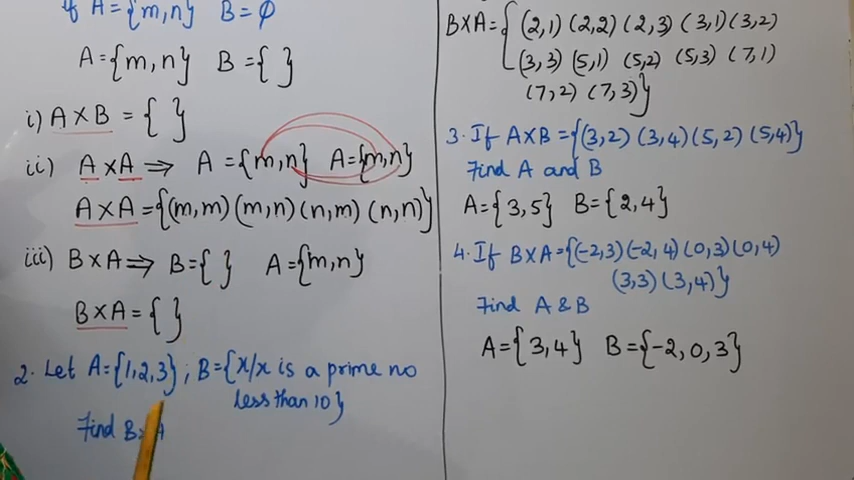 If A={m,n} B=∅
A={m,n} B={ }
i) A×B = { }
ii) A×A ⟹ A={m,n} A={m,n}
A×A={(m,m)(m,n)(n,m)(n,n)}
iii) B×A⟹ B={ } A={m,n}
B×A={ }
2. Let A={1,2,3}; B={x/x is a prime no
less than 10}
Find B×A
B×A={(2,1)(2,2)(2,3)(3,1)(3,2)
(3,3)(5,1)(5,2)(5,3)(7,1)
(7,2)(7,3)}
3. If A×B={(3,2)(3,4)(5,2)(5,4)}
Find A and B
A={3,5} B={2,4}
4. If B×A={(-2,3)(-2,4)(0,3)(0,4)
(3,3)(3,4)}
Find A & B
A={3,4} B={-2,0,3}